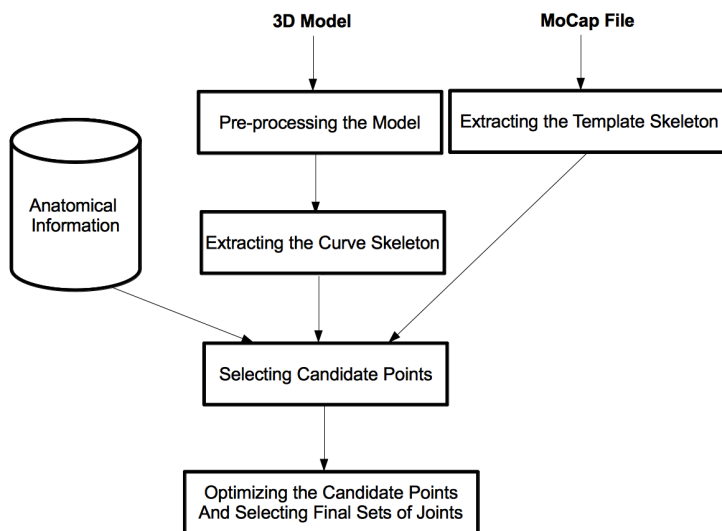 3D Model
MoCap File
Pre-processing the Model
Extracting the Template Skeleton
Anatomical
Information
Extracting the Curve Skeleton
Selecting Candidate Points
Optimizing the Candidate Points
And Selecting Final Sets of Joints